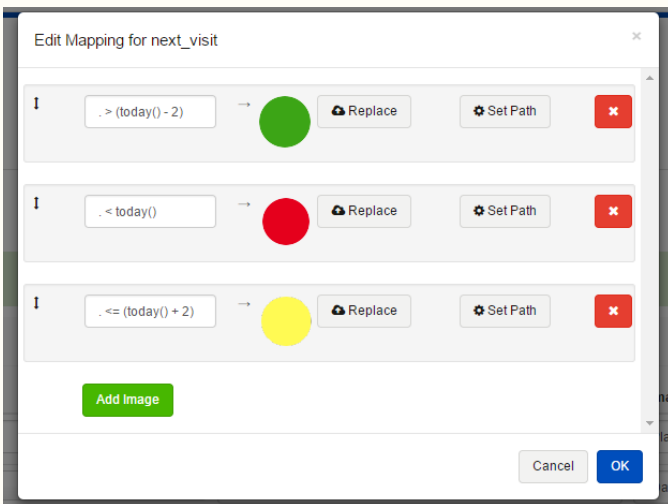 Edit Mapping for next_visit ×
. > (today() - 2) → Replace Set Path
. < today() → Replace Set Path
. <= (today() + 2) → Replace Set Path
Add Image
Cancel OK